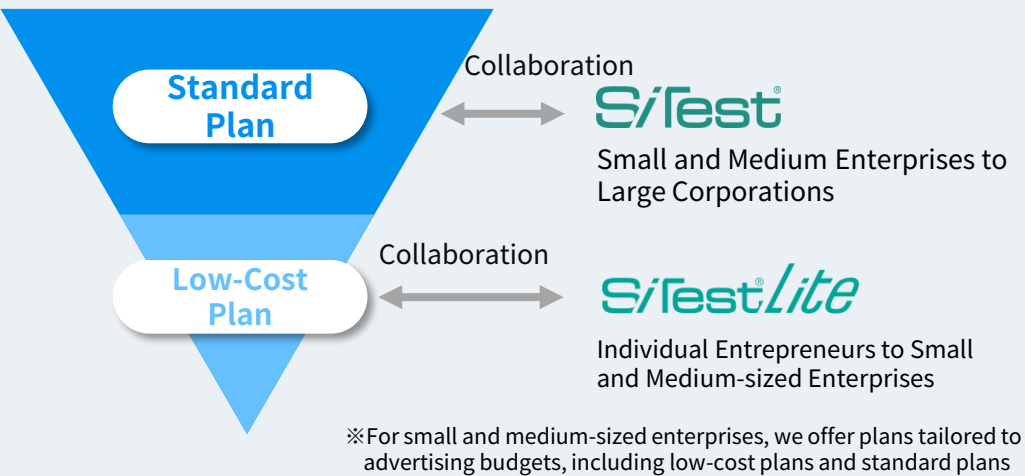 Standard
Plan
Collaboration
SiTest®
Small and Medium Enterprises to
Large Corporations
Low-Cost
Plan
Collaboration
SiTest® Lite
Individual Entrepreneurs to Small
and Medium-sized Enterprises
※For small and medium-sized enterprises, we offer plans tailored to
advertising budgets, including low-cost plans and standard plans